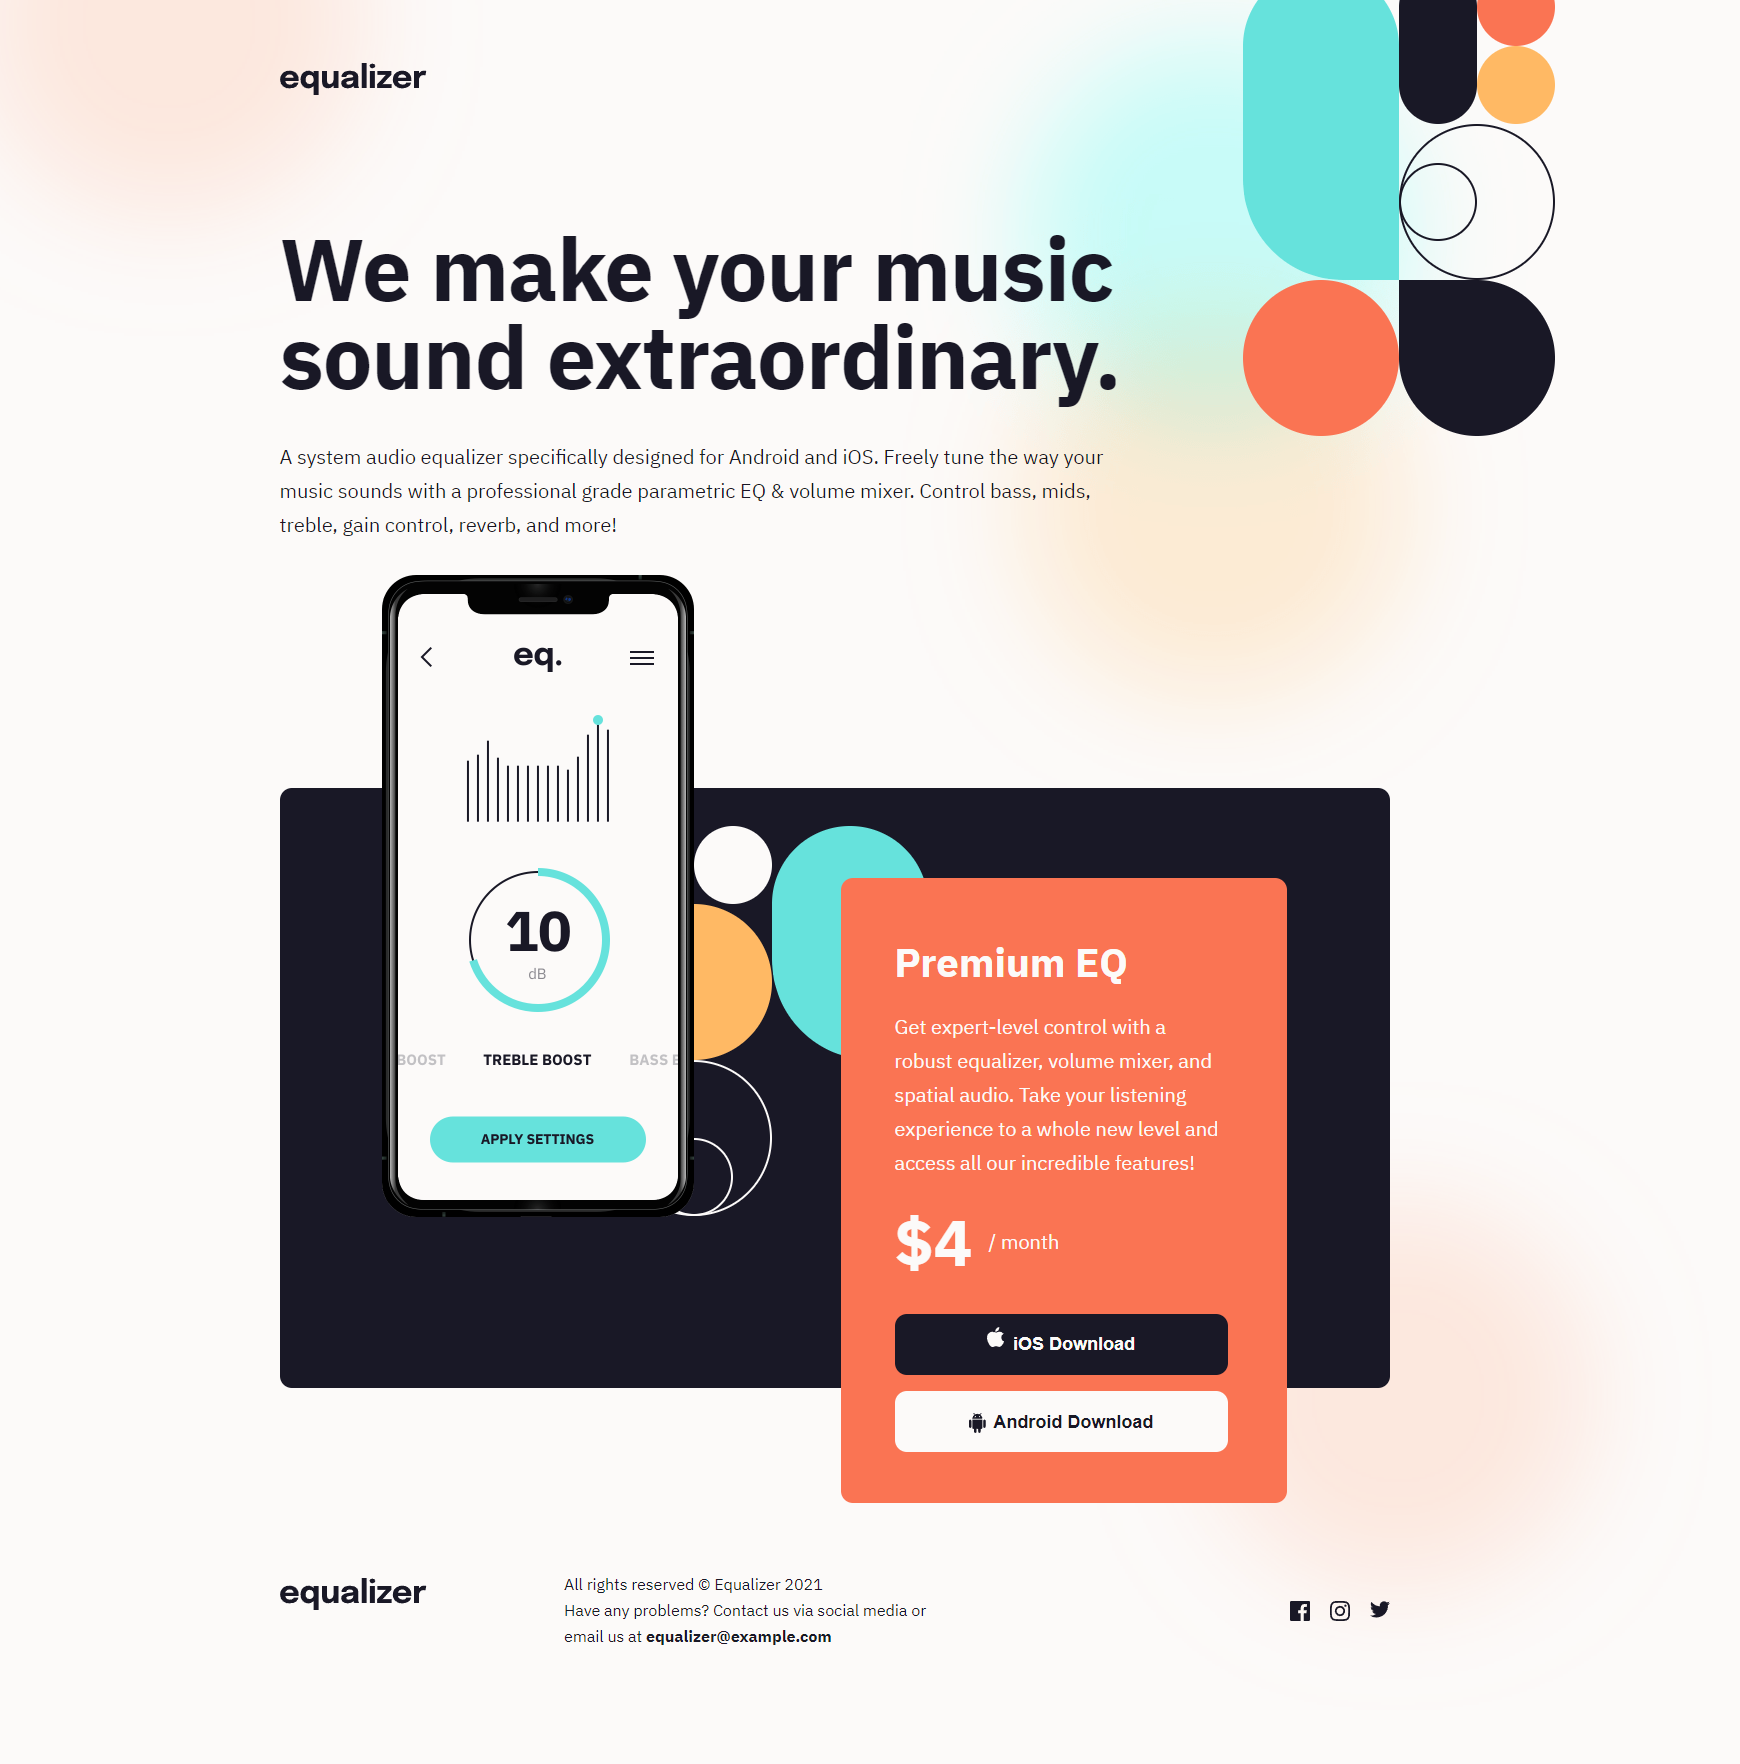 equalizer
We make your music
sound extraordinary.
A system audio equalizer specifically designed for Android and iOS. Freely tune the way your
music sounds with a professional grade parametric EQ & volume mixer. Control bass, mids,
treble, gain control, reverb, and more!
eq.
10
dB
BOOST TREBLE BOOST BASS B
APPLY SETTINGS
Premium EQ
Get expert-level control with a
robust equalizer, volume mixer, and
spatial audio. Take your listening
experience to a whole new level and
access all our incredible features!
$4 / month
iOS Download
Android Download
equalizer
All rights reserved © Equalizer 2021
Have any problems? Contact us via social media or
email us at equalizer@example.com